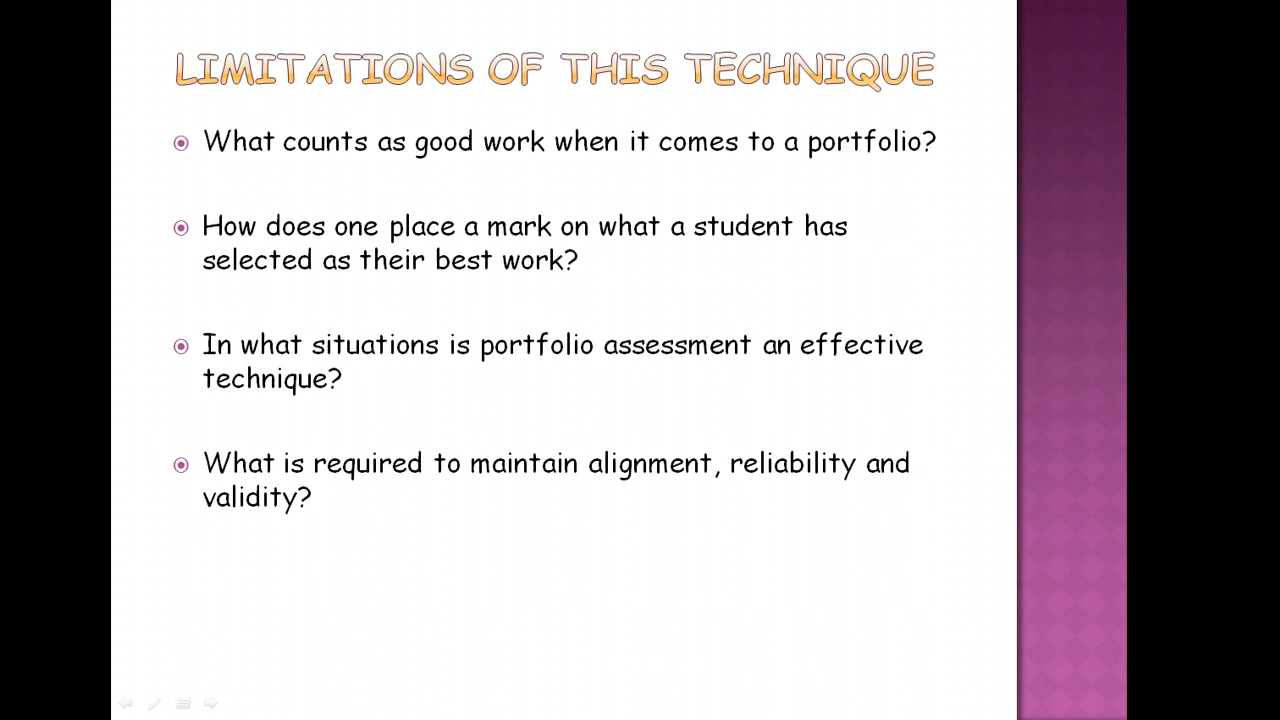 LIMITATIONS OF THIS TECHNIQUE
What counts as good work when it comes to a portfolio?
How does one place a mark on what a student has
selected as their best work?
In what situations is portfolio assessment an effective
technique?
What is required to maintain alignment, reliability and
validity?